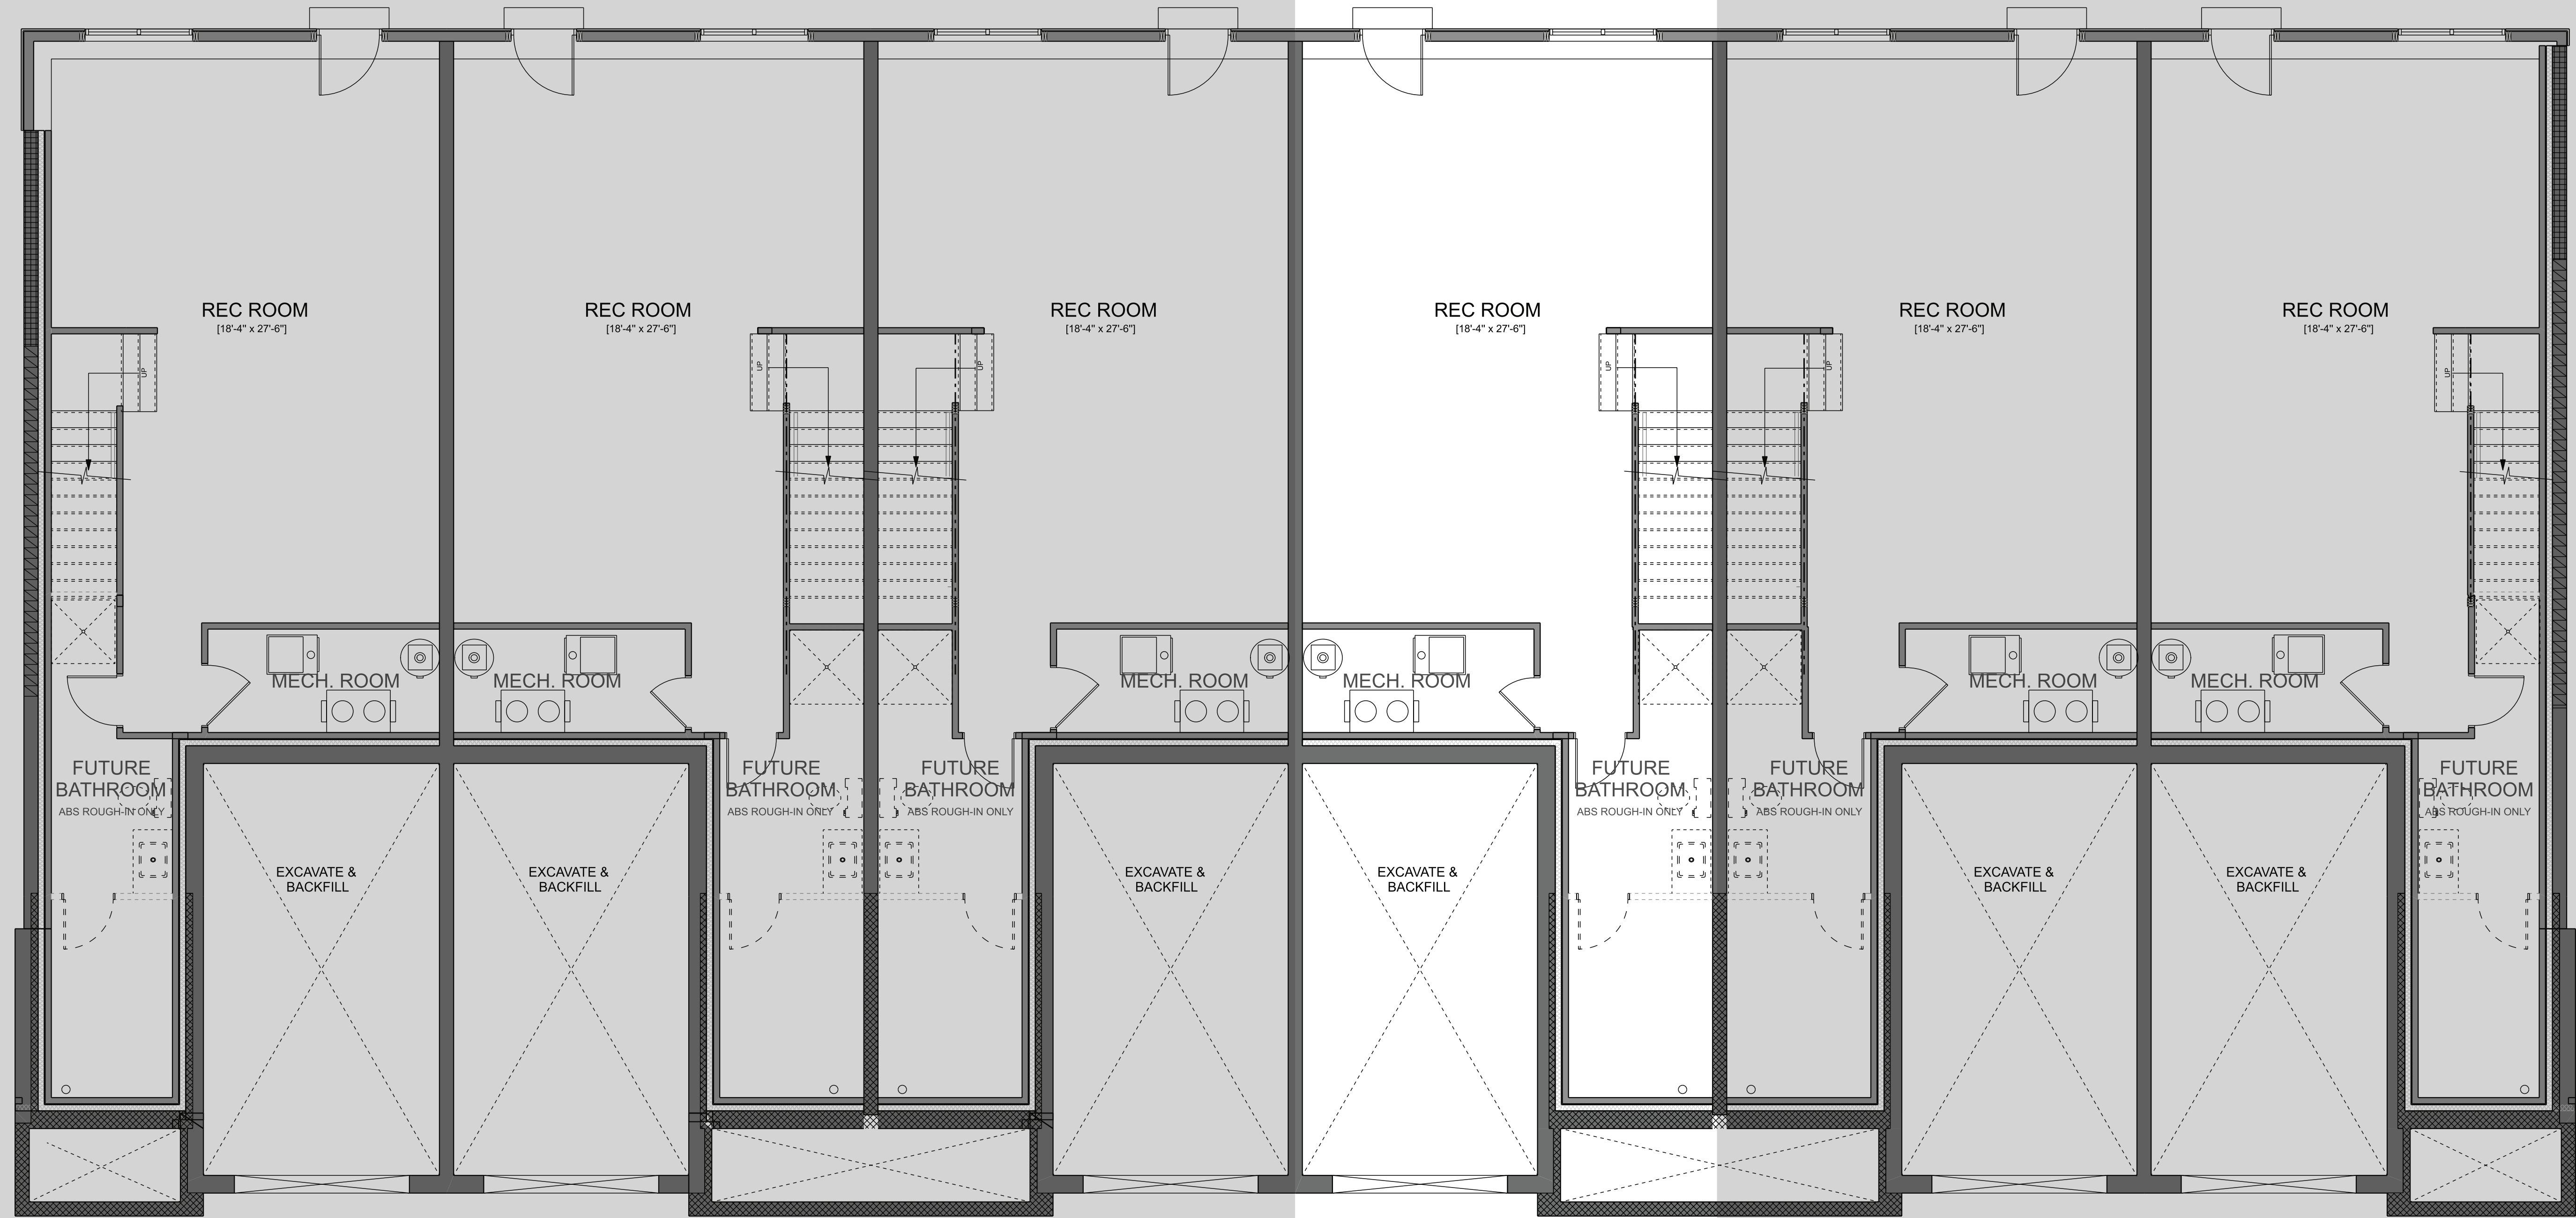 REC ROOM
[18'-4" x 27'-6"]
REC ROOM
[18'-4" x 27'-6"]
REC ROOM
[18'-4" x 27'-6"]
REC ROOM
[18'-4" x 27'-6"]
REC ROOM
[18'-4" x 27'-6"]
REC ROOM
[18'-4" x 27'-6"]
UP
UP
UP
UP
UP
UP
MECH. ROOM
MECH. ROOM
MECH. ROOM
MECH. ROOM
MECH. ROOM
MECH. ROOM
FUTURE
BATHROOM
ABS ROUGH-IN ONLY
FUTURE
BATHROOM
ABS ROUGH-IN ONLY
FUTURE
BATHROOM
ABS ROUGH-IN ONLY
FUTURE
BATHROOM
ABS ROUGH-IN ONLY
FUTURE
BATHROOM
ABS ROUGH-IN ONLY
FUTURE
BATHROOM
ABS ROUGH-IN ONLY
EXCAVATE &
BACKFILL
EXCAVATE &
BACKFILL
EXCAVATE &
BACKFILL
EXCAVATE &
BACKFILL
EXCAVATE &
BACKFILL
EXCAVATE &
BACKFILL